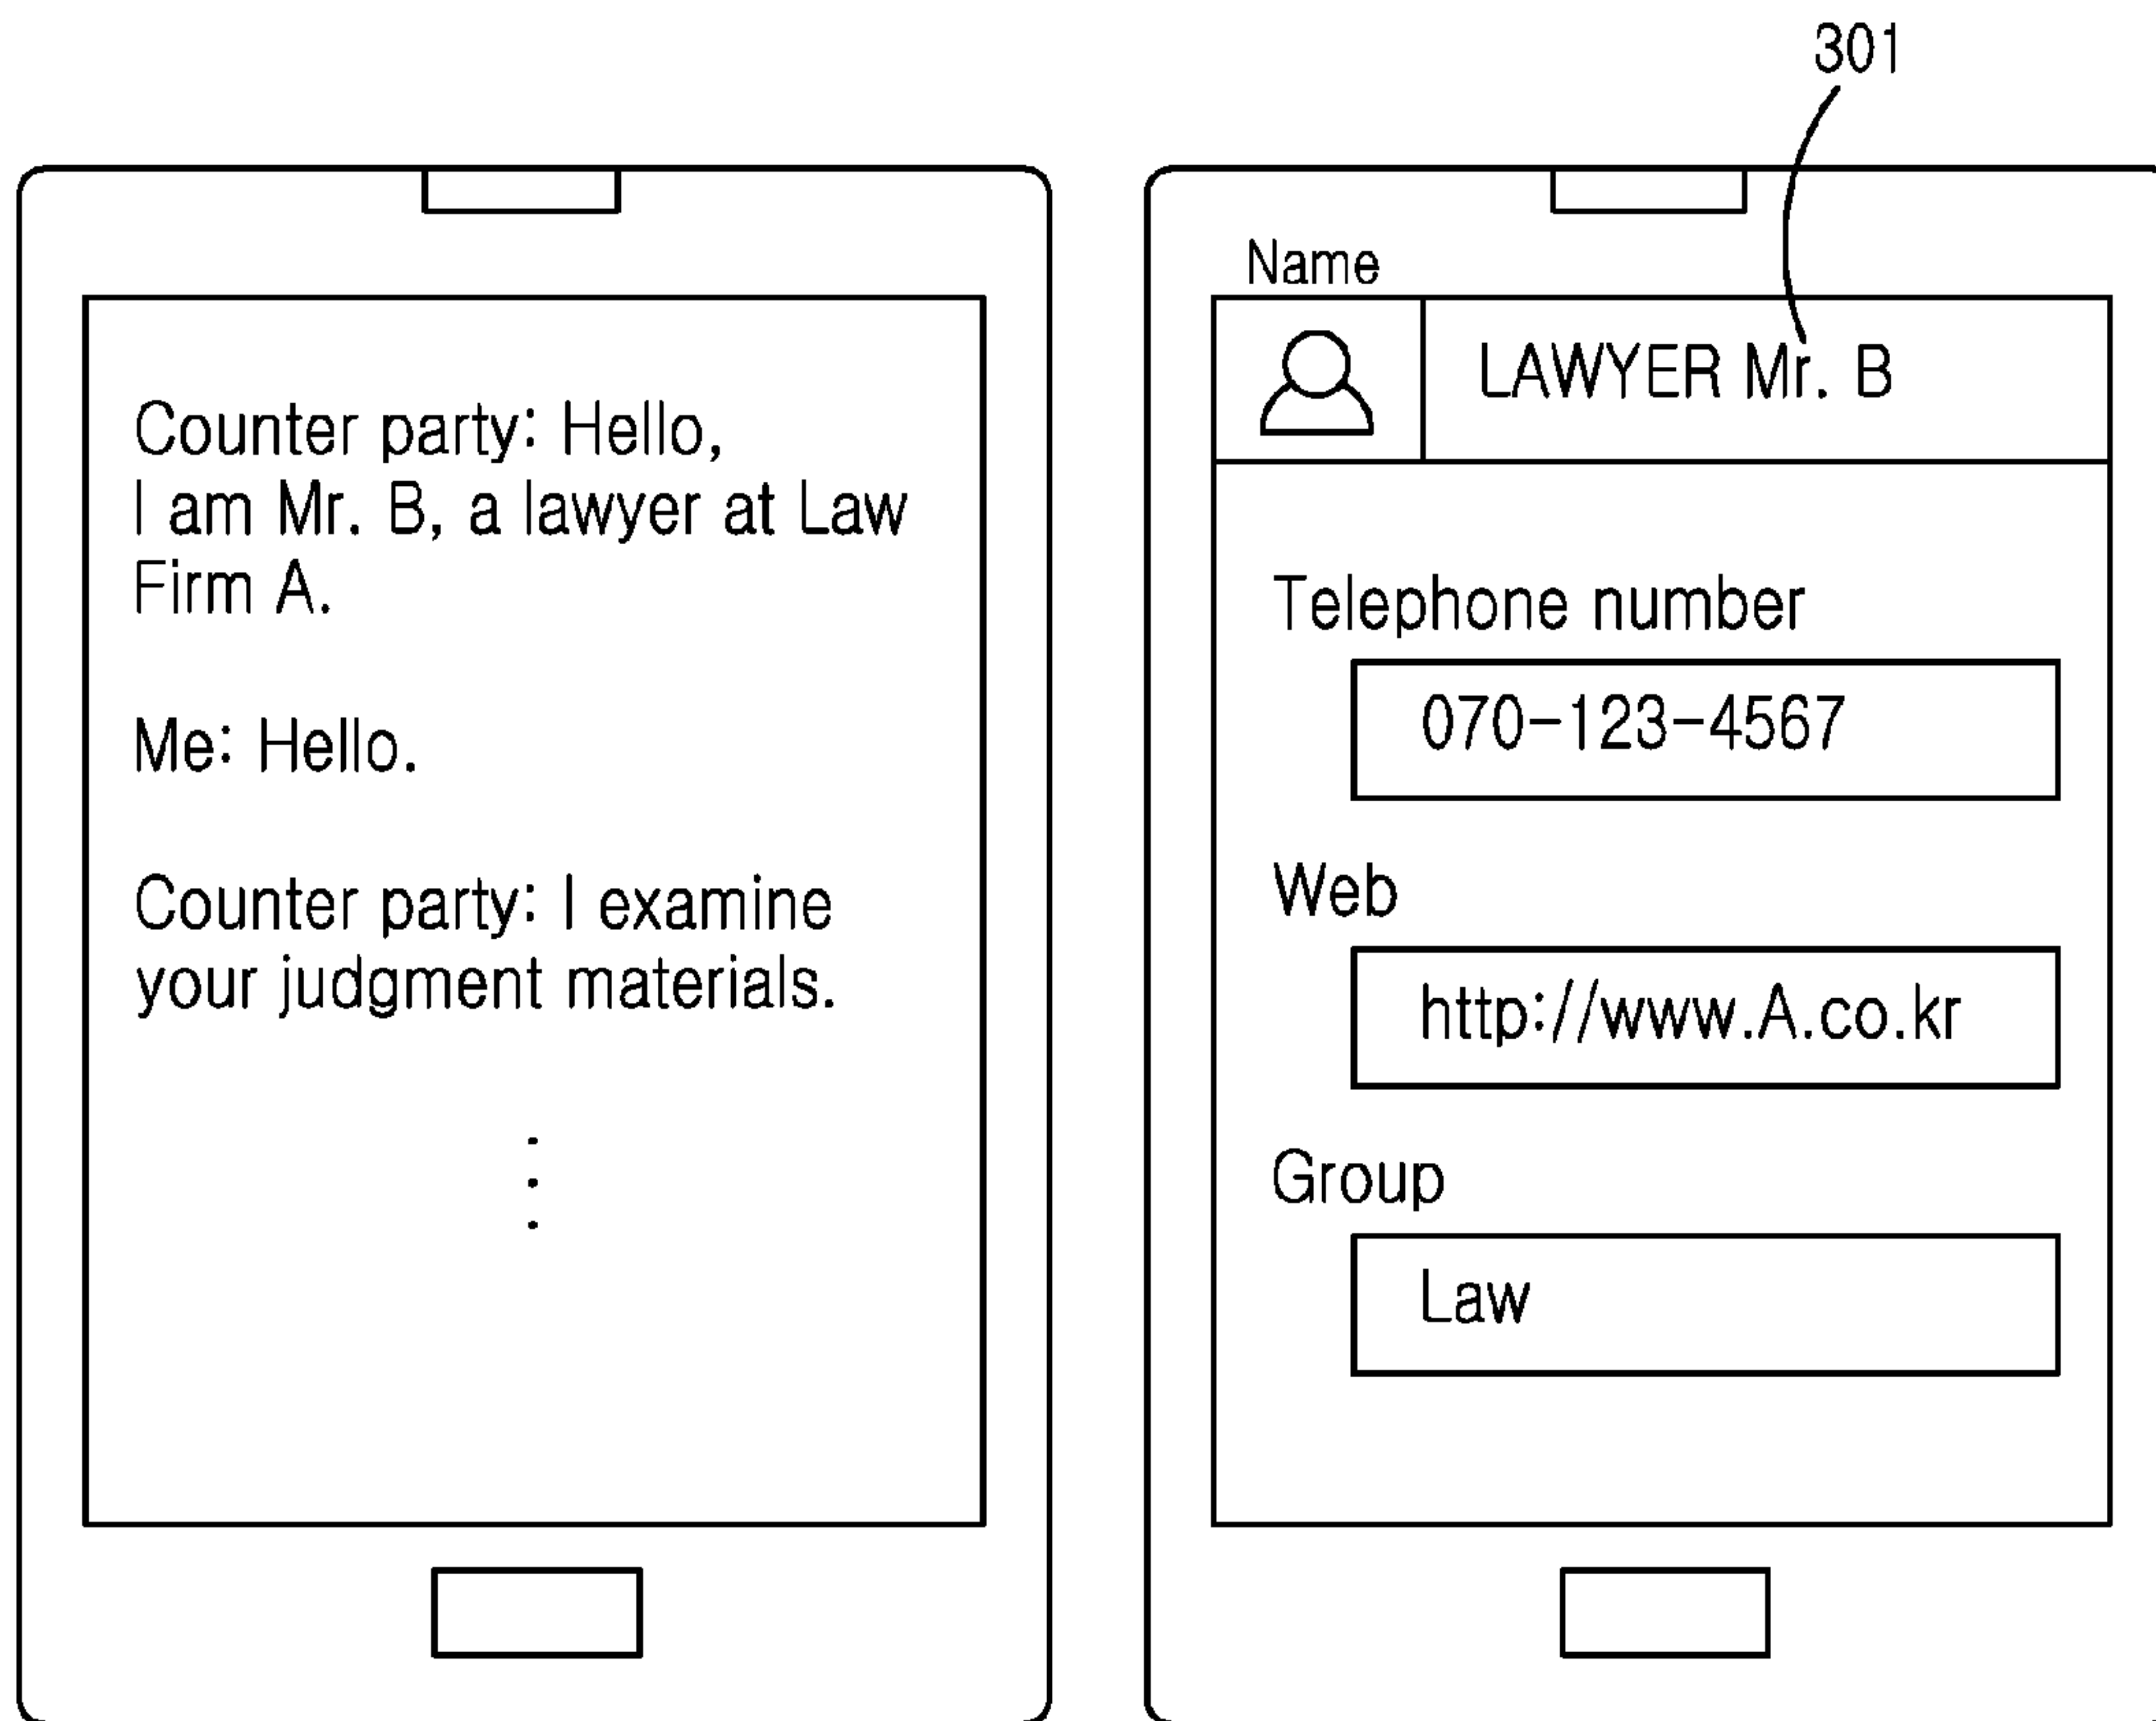 301
Counter party: Hello,
I am Mr. B, a lawyer at Law
Firm A.
Me: Hello.
Counter party: I examine
your judgment materials.
Name
LAWYER Mr. B
Telephone number
070-123-4567
Web
http://www.A.co.kr
Group
Law